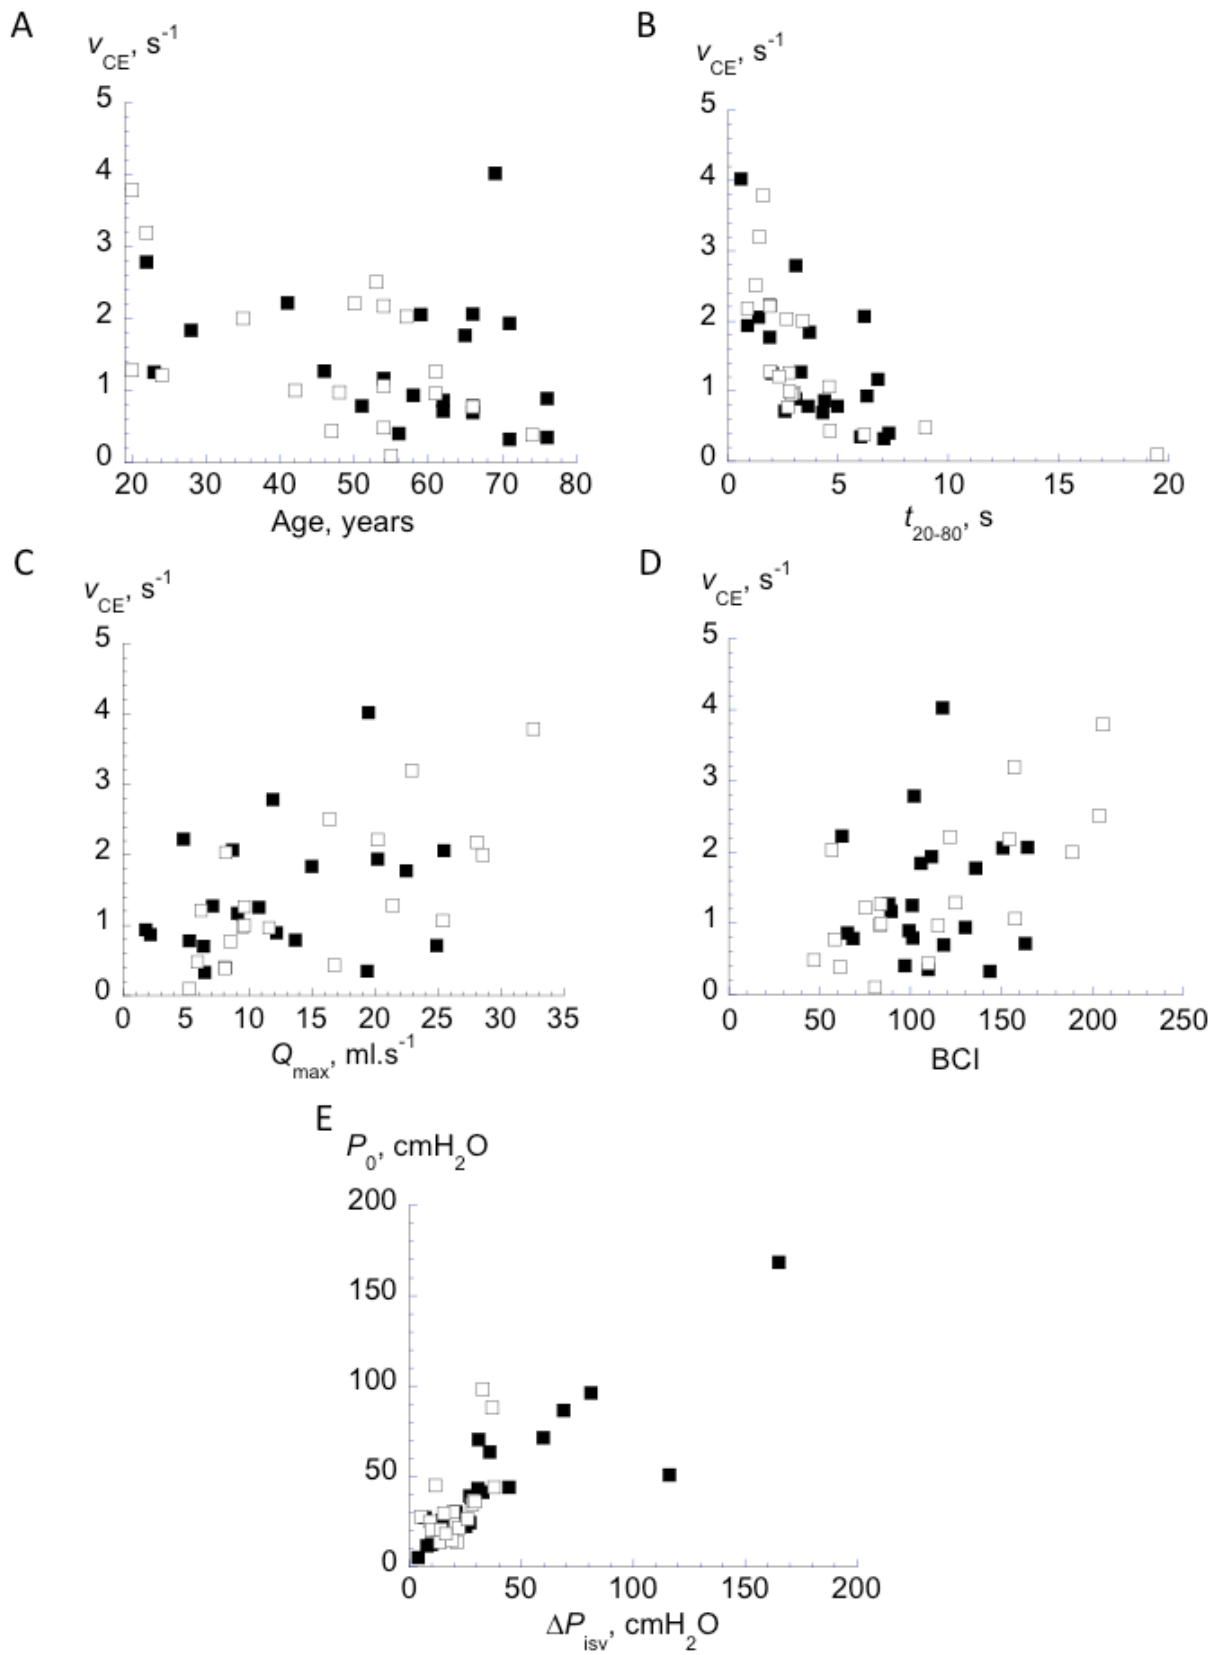 A
B
vCE, s-1
vCE, s-1
5
4
3
2
1
0
20 30 40 50 60 70 80
Age, years
5
4
3
2
1
0
0 5 10 15 20
t20-80, s
C
D
vCE, s-1
vCE, s-1
5
4
3
2
1
0
0 5 10 15 20 25 30 35
Qmax, ml.s-1
5
4
3
2
1
0
0 50 100 150 200 250
BCI
E
P0, cmH2O
200
150
100
50
0
0 50 100 150 200
ΔPisv, cmH2O